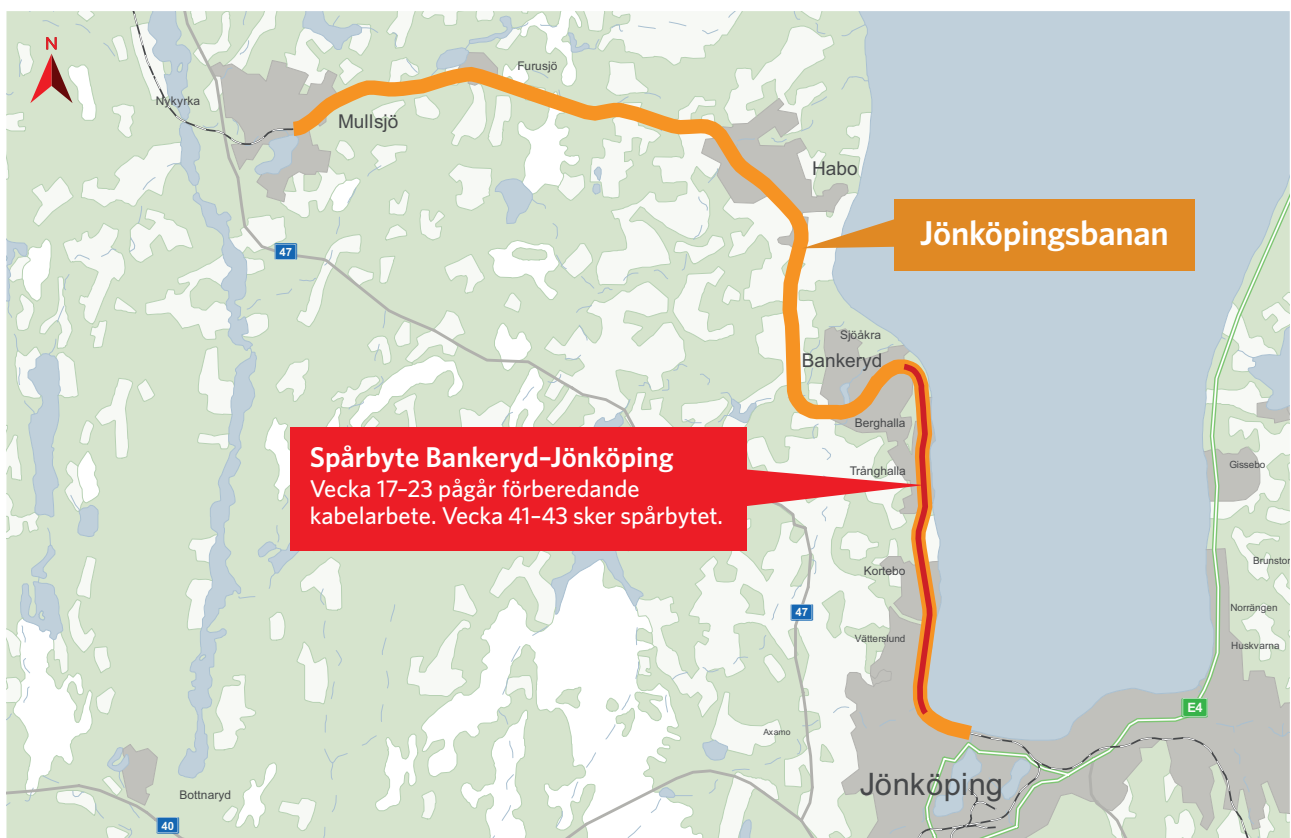 N
Furusjö
Nykyrka
Mullsjö
Habo
Jönköpingsbanan
47
Sjöåkra
Bankeryd
Berghalla
Spårbyte Bankeryd–Jönköping
Vecka 17–23 pågår förberedande
kabelarbete. Vecka 41–43 sker spårbytet.
Trånghalla
Gissebo
Kortebo
Brunstor
47
Norrängen
Vätterslund
Huskvarna
E4
Axamo
Jönköping
Bottnaryd
40